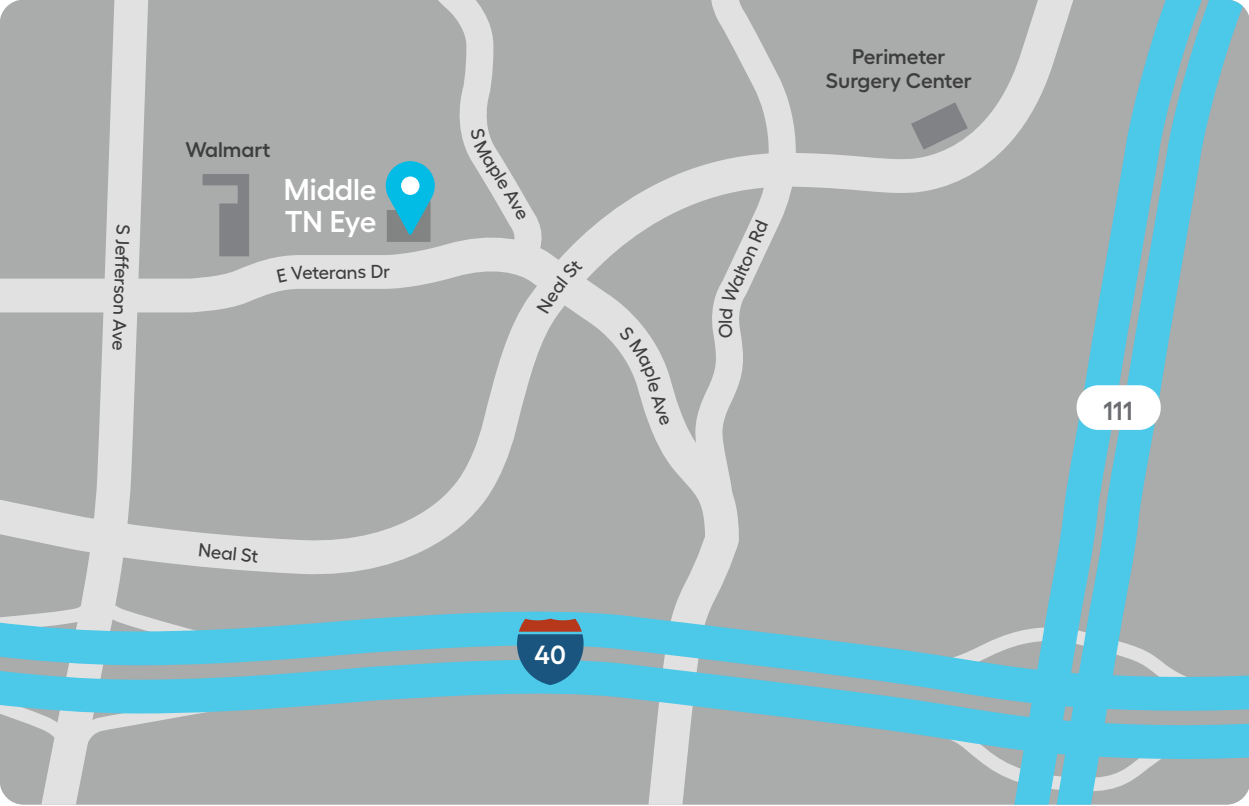 Perimeter
Surgery Center
Walmart
S Maple Ave
Middle
TN Eye
S Jefferson Ave
E Veterans Dr
Neal St
Old Walton Rd
S Maple Ave
111
Neal St
40